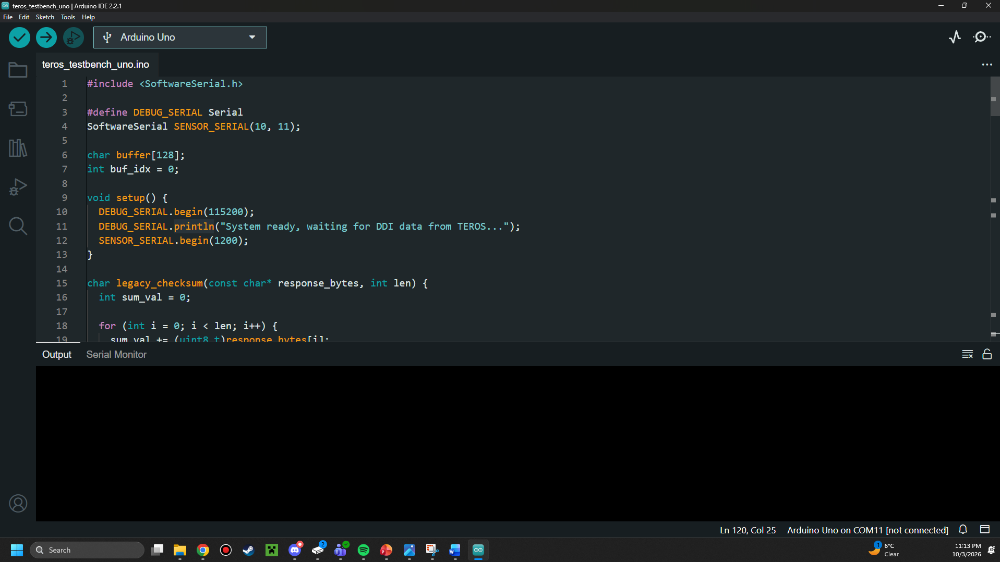 teros_testbench_uno | Arduino IDE 2.2.1
File Edit Sketch Tools Help
Arduino Uno
teros_testbench_uno.ino
1 #include <SoftwareSerial.h>
2
3 #define DEBUG_SERIAL Serial
4 SoftwareSerial SENSOR_SERIAL(10, 11);
5
6 char buffer[128];
7 int buf_idx = 0;
8
9 void setup() {
10 DEBUG_SERIAL.begin(115200);
11 DEBUG_SERIAL.println("System ready, waiting for DDI data from TEROS...");
12 SENSOR_SERIAL.begin(1200);
13 }
14
15 char legacy_checksum(const char* response_bytes, int len) {
16 int sum_val = 0;
17
18 for (int i = 0; i < len; i++) {
19 sum_val += (uint8_t)response_bytes[i];
Output Serial Monitor
Ln 120, Col 25 Arduino Uno on COM11 [not connected]
Search
2
1
6°C
Clear
11:13 PM
10/3/2026